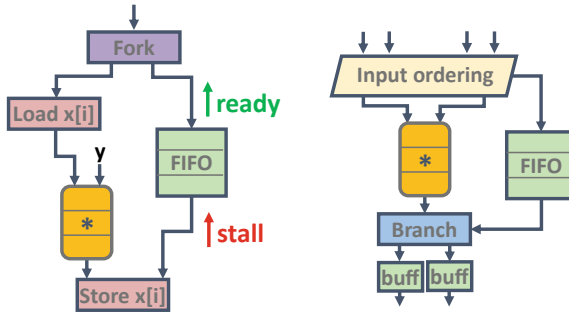 Fork
Load x[i]
ready
y
FIFO
*
stall
Store x[i]
Input ordering
*
FIFO
Branch
buff
buff